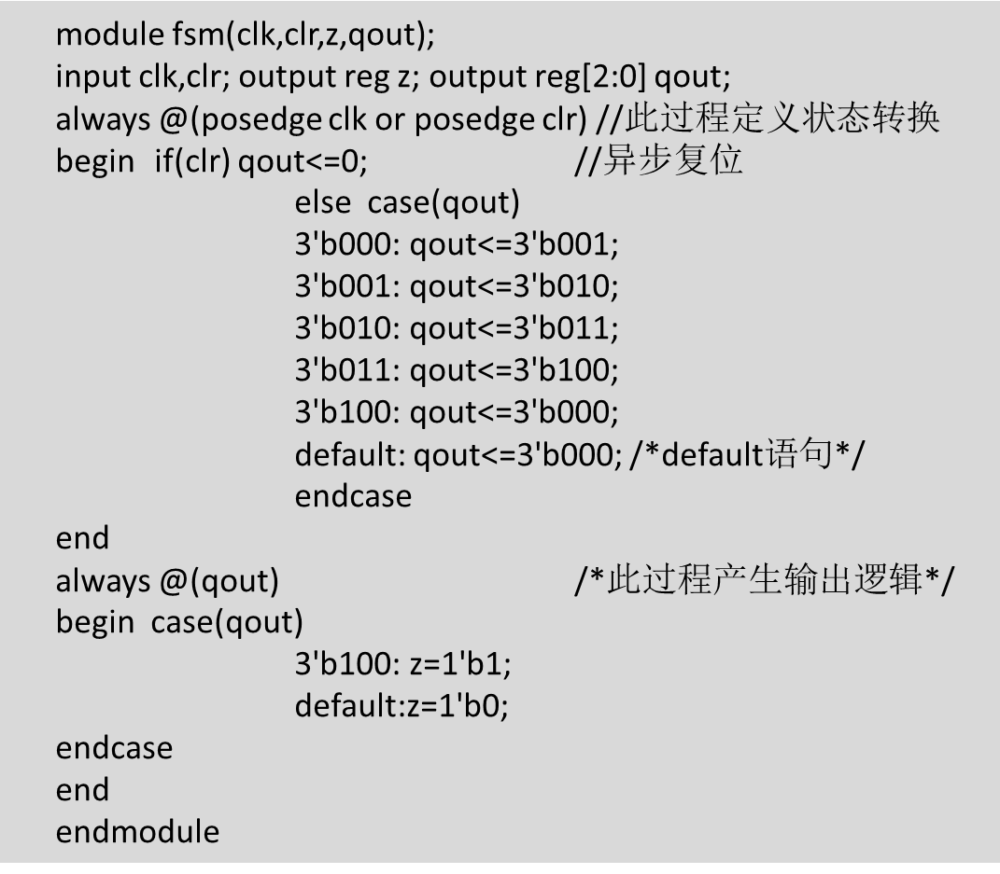 module fsm(clk,clr,z,qout);
input clk,clr; output reg z; output reg[2:0] qout;
always @(posedge clk or posedge clr) //此过程定义状态转换
begin if(clr) qout<=0; //异步复位
else case(qout)
3'b000: qout<=3'b001;
3'b001: qout<=3'b010;
3'b010: qout<=3'b011;
3'b011: qout<=3'b100;
3'b100: qout<=3'b000;
default: qout<=3'b000; /*default语句*/
endcase
end
always @(qout) /*此过程产生输出逻辑*/
begin case(qout)
3'b100: z=1'b1;
default:z=1'b0;
endcase
end
endmodule